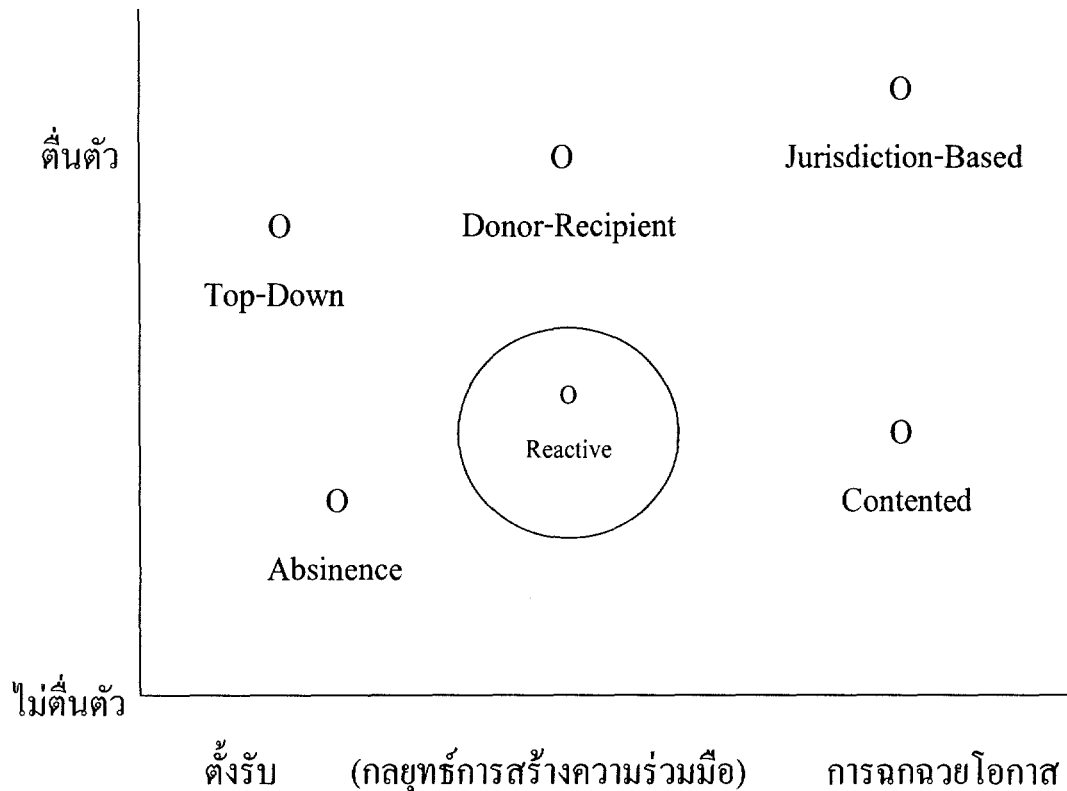 O
ตื่นตัว
O
Jurisdiction-Based
O
Donor-Recipient
Top-Down
O
Reactive
O
O
Contented
Absinence
ไม่ตื่นตัว
ตั้งรับ (กลยุทธ์การสร้างความร่วมมือ) การฉกฉวยโอกาส